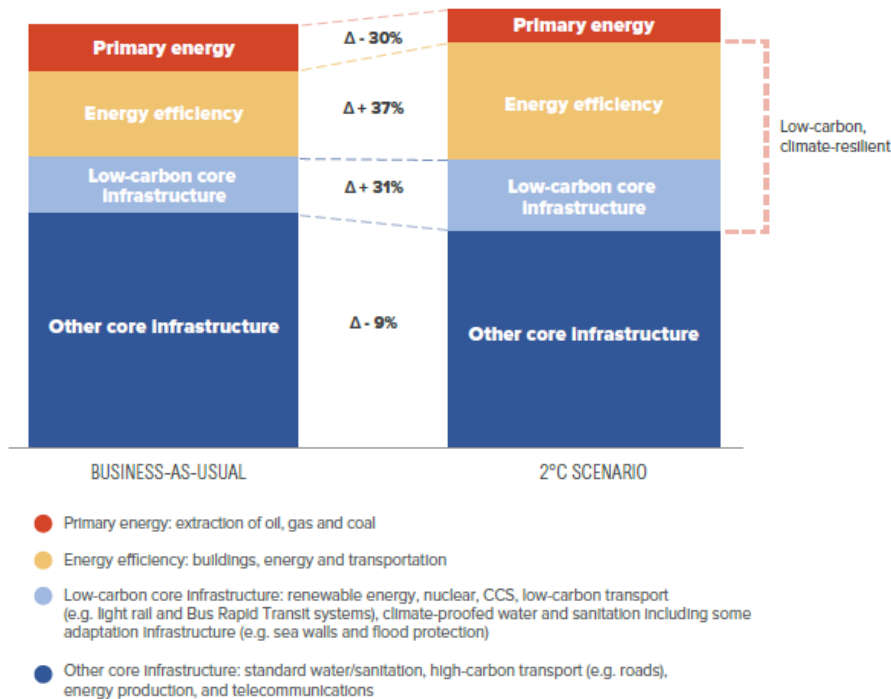 Primary energy
Δ - 30%
Primary energy
Energy efficiency
Δ + 37%
Energy efficiency
Low-carbon,
climate-resilient
Low-carbon core
infrastructure
Δ + 31%
Low-carbon core
infrastructure
Other core infrastructure
Δ - 9%
Other core infrastructure
BUSINESS-AS-USUAL
2°C SCENARIO
Primary energy: extraction of oil, gas and coal
Energy efficiency: buildings, energy and transportation
Low-carbon core infrastructure: renewable energy, nuclear, CCS, low-carbon transport
(e.g. light rail and Bus Rapid Transit systems), climate-proofed water and sanitation including some
adaptation infrastructure (e.g. sea walls and flood protection)
Other core infrastructure: standard water/sanitation, high-carbon transport (e.g. roads),
energy production, and telecommunications